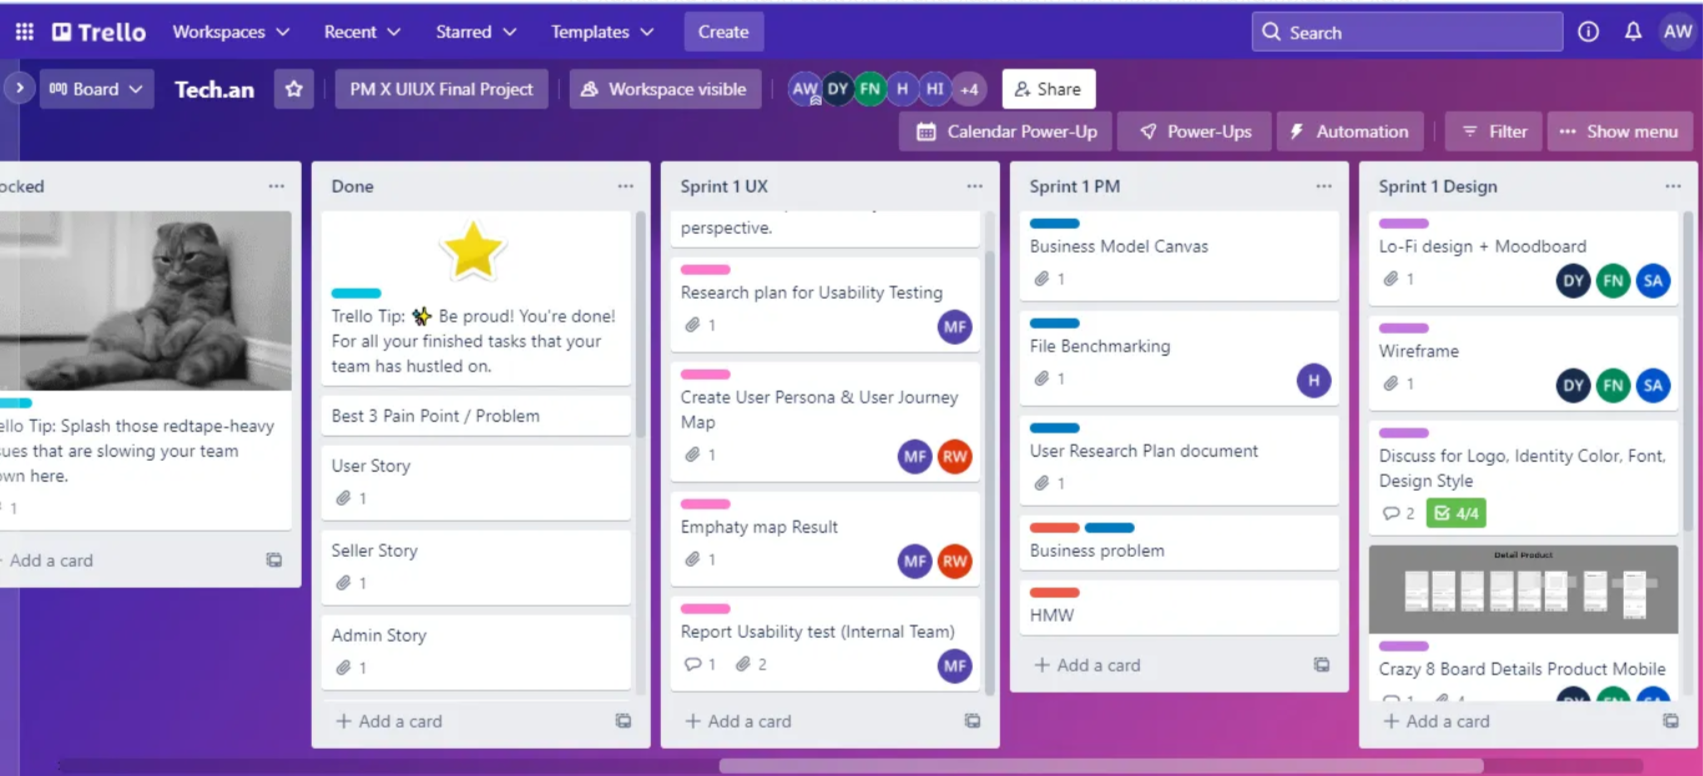 Trello
Workspaces
Recent
Starred
Templates
Create
Search
AW
Board
Tech.an
PM X UIUX Final Project
Workspace visible
AW
DY
FN
H
HI
+4
Share
Calendar Power-Up
Power-Ups
Automation
Filter
Show menu
ocked
ello Tip: Splash those redtape-heavy
sues that are slowing your team
own here.
1
Add a card
Done
Trello Tip: ✨ Be proud! You're done!
For all your finished tasks that your
team has hustled on.
Best 3 Pain Point / Problem
User Story
1
Seller Story
1
Admin Story
1
+ Add a card
Sprint 1 UX
perspective.
Research plan for Usability Testing
1
MF
Create User Persona & User Journey
Map
1
MF
RW
Emphaty map Result
1
MF
RW
Report Usability test (Internal Team)
1
2
MF
+ Add a card
Sprint 1 PM
Business Model Canvas
1
File Benchmarking
1
H
User Research Plan document
1
Business problem
HMW
+ Add a card
Sprint 1 Design
Lo-Fi design + Moodboard
1
DY
FN
SA
Wireframe
1
DY
FN
SA
Discuss for Logo, Identity Color, Font,
Design Style
2
4/4
Detail Product
Crazy 8 Board Details Product Mobile
1
4
DY
FN
SA
+ Add a card